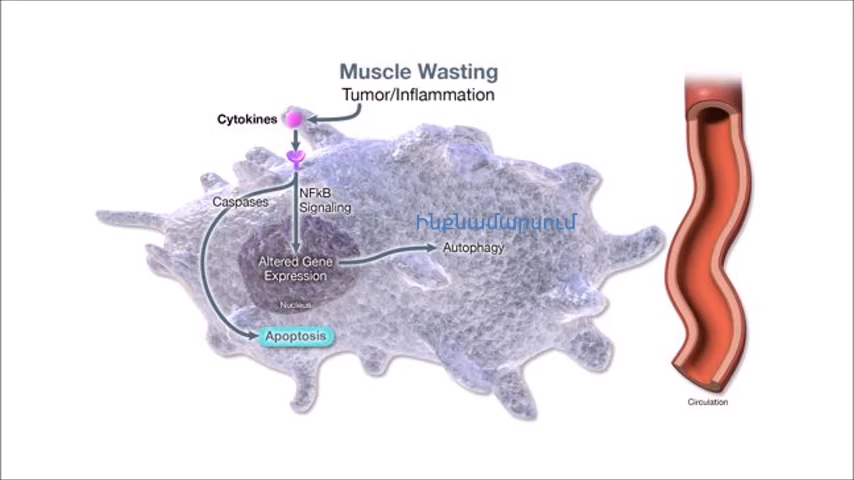 Muscle Wasting
Tumor/Inflammation
Cytokines
Caspases
NFkB
Signaling
ինքնամարսում
Autophagy
Altered Gene
Expression
Nucleus
Apoptosis
Circulation